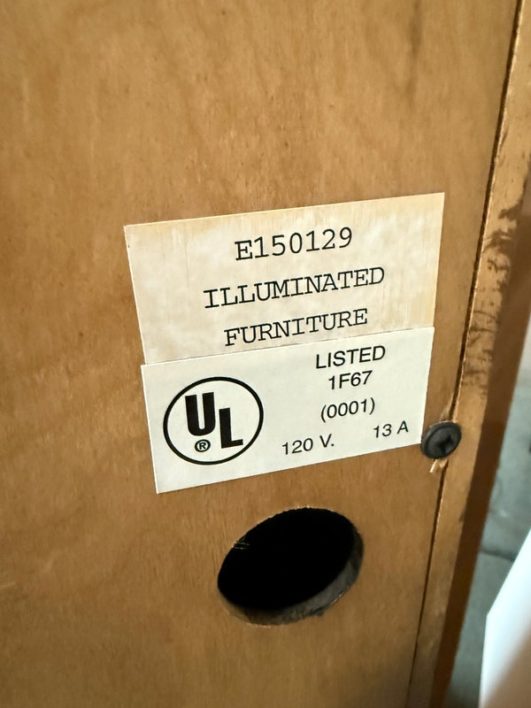 E150129
ILLUMINATED
FURNITURE
UL ®
LISTED
1F67
(0001)
120 V. 13 A